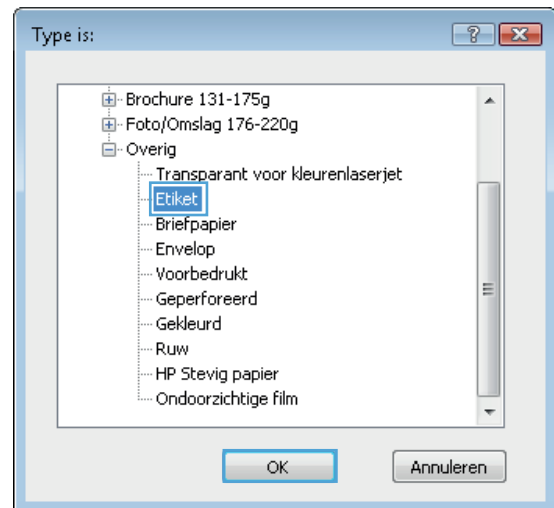 Type is:
Brochure 131-175g
Foto/Omslag 176-220g
Overig
Transparant voor kleurenlaserjet
Etiket
Briefpapier
Envelop
Voorbedrukt
Geperforeerd
Gekleurd
Ruw
HP Stevig papier
Ondoorzichtige film
OK Annuleren